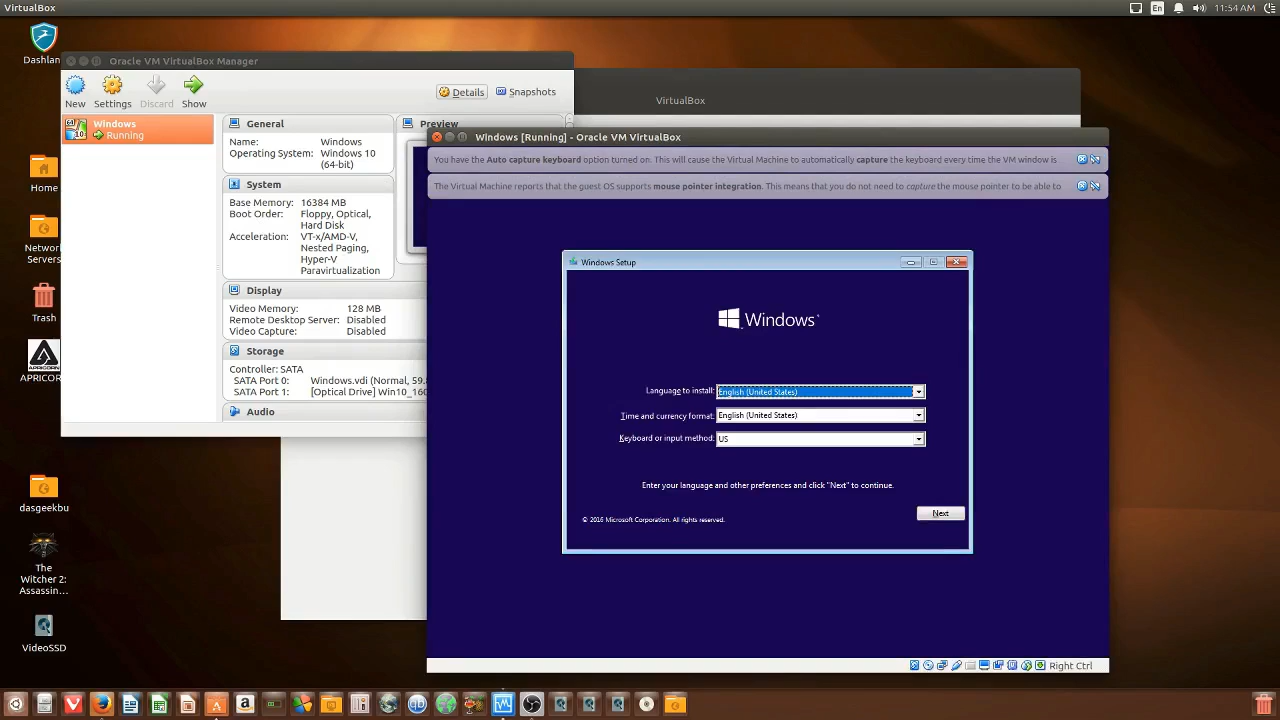 VirtualBox
En
11:54 AM
Dashlan
Home
Network
Servers
Trash
APRICOR
dasgeekbu
The
Witcher 2:
Assassin...
VideoSSD
Oracle VM VirtualBox Manager
New
Settings
Discard
Show
Details
Snapshots
Windows
Running
General
Name: Windows
Operating System: Windows 10
(64-bit)
System
Base Memory: 16384 MB
Boot Order: Floppy, Optical,
Hard Disk
Acceleration: VT-x/AMD-V,
Nested Paging,
Hyper-V
Paravirtualization
Display
Video Memory: 128 MB
Remote Desktop Server: Disabled
Video Capture: Disabled
Storage
Controller: SATA
SATA Port 0: Windows.vdi (Normal, 59.
SATA Port 1: [Optical Drive] Win10_16
Audio
Preview
VirtualBox
Windows [Running] - Oracle VM VirtualBox
You have the Auto capture keyboard option turned on. This will cause the Virtual Machine to automatically capture the keyboard every time the VM window is
The Virtual Machine reports that the guest OS supports mouse pointer integration. This means that you do not need to capture the mouse pointer to be able to
Windows Setup
Windows
Language to install: English (United States)
Time and currency format: English (United States)
Keyboard or input method: US
Enter your language and other preferences and click "Next" to continue.
© 2016 Microsoft Corporation. All rights reserved.
Next
Right Ctrl